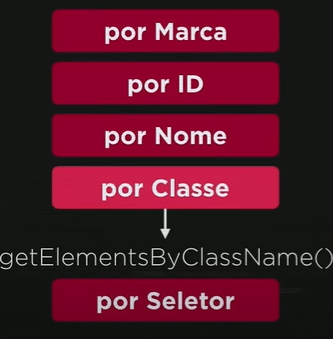 por Marca
por ID
por Nome
por Classe
getElementsByClassName()
por Seletor